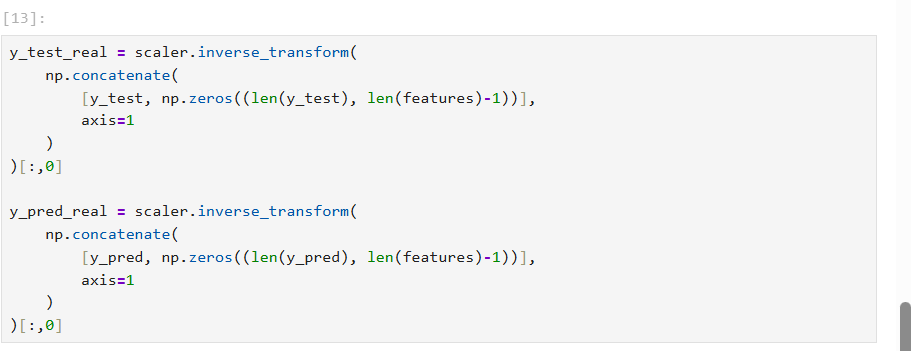 [13]:
y_test_real = scaler.inverse_transform(
    np.concatenate(
        [y_test, np.zeros((len(y_test), len(features)-1))],
        axis=1
    )
)[:,0]

y_pred_real = scaler.inverse_transform(
    np.concatenate(
        [y_pred, np.zeros((len(y_pred), len(features)-1))],
        axis=1
    )
)[:,0]